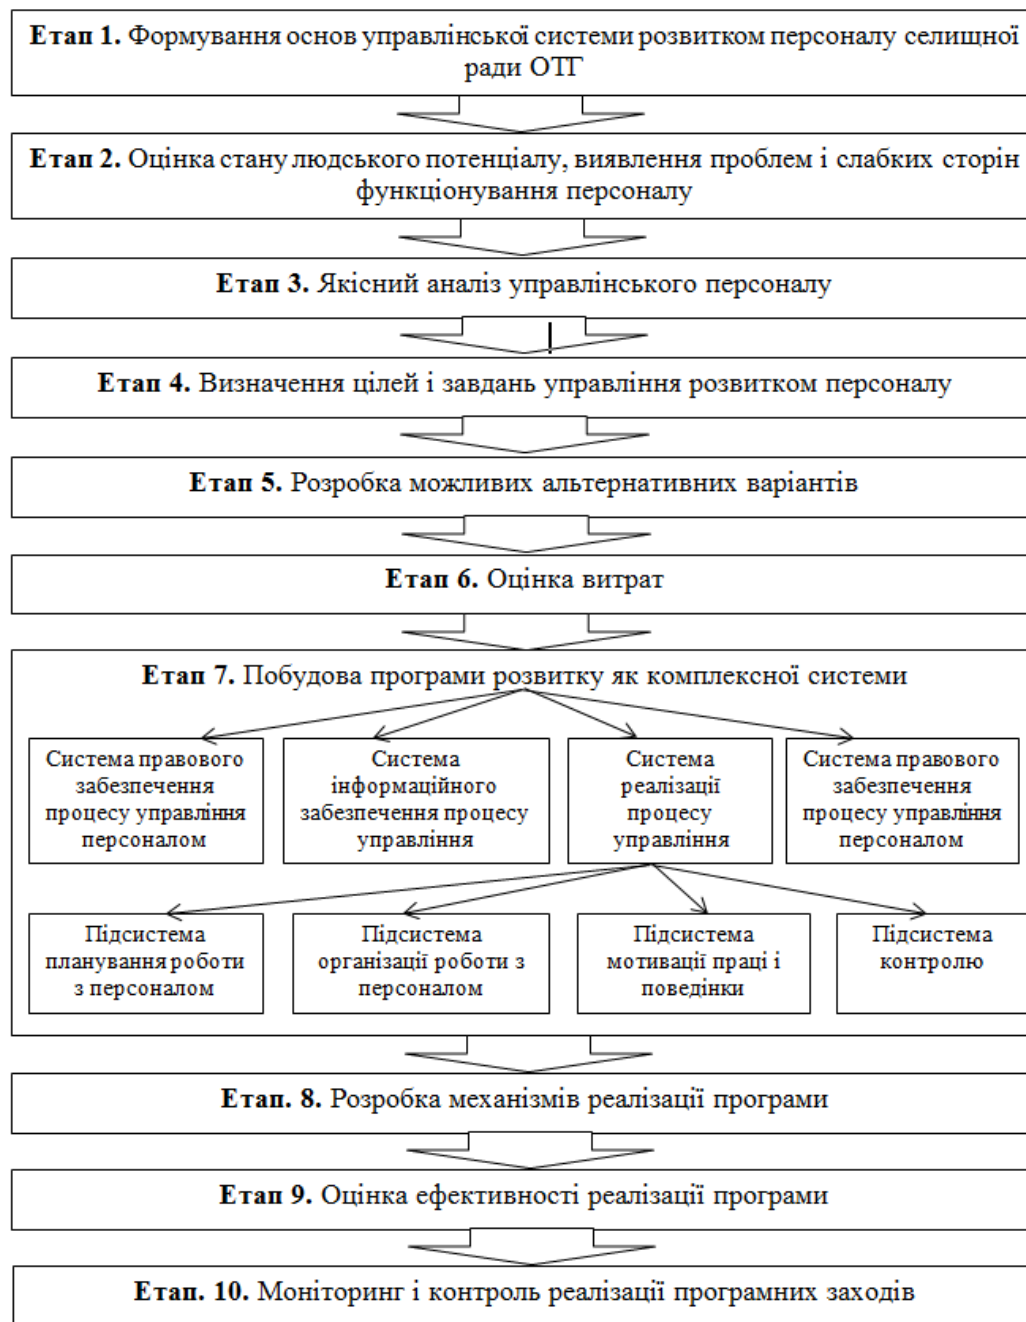 Етап 1. Формування основ управлінської системи розвитком персоналу селищної
ради ОТГ
Етап 2. Оцінка стану людського потенціалу, виявлення проблем і слабких сторін
функціонування персоналу
Етап 3. Якісний аналіз управлінського персоналу
Етап 4. Визначення цілей і завдань управління розвитком персоналу
Етап 5. Розробка можливих альтернативних варіантів
Етап 6. Оцінка витрат
Етап 7. Побудова програми розвитку як комплексної системи
Система правового
забезпечення
процесу управління
персоналом
Система
інформаційного
забезпечення процесу
управління
Система
реалізації
процесу
управління
Система правового
забезпечення
процесу управління
персоналом
Підсистема
планування роботи
з персоналом
Підсистема
організації роботи з
персоналом
Підсистема
мотивації праці і
поведінки
Підсистема
контролю
Етап. 8. Розробка механізмів реалізації програми
Етап 9. Оцінка ефективності реалізації програми
Етап. 10. Моніторинг і контроль реалізації програмних заходів